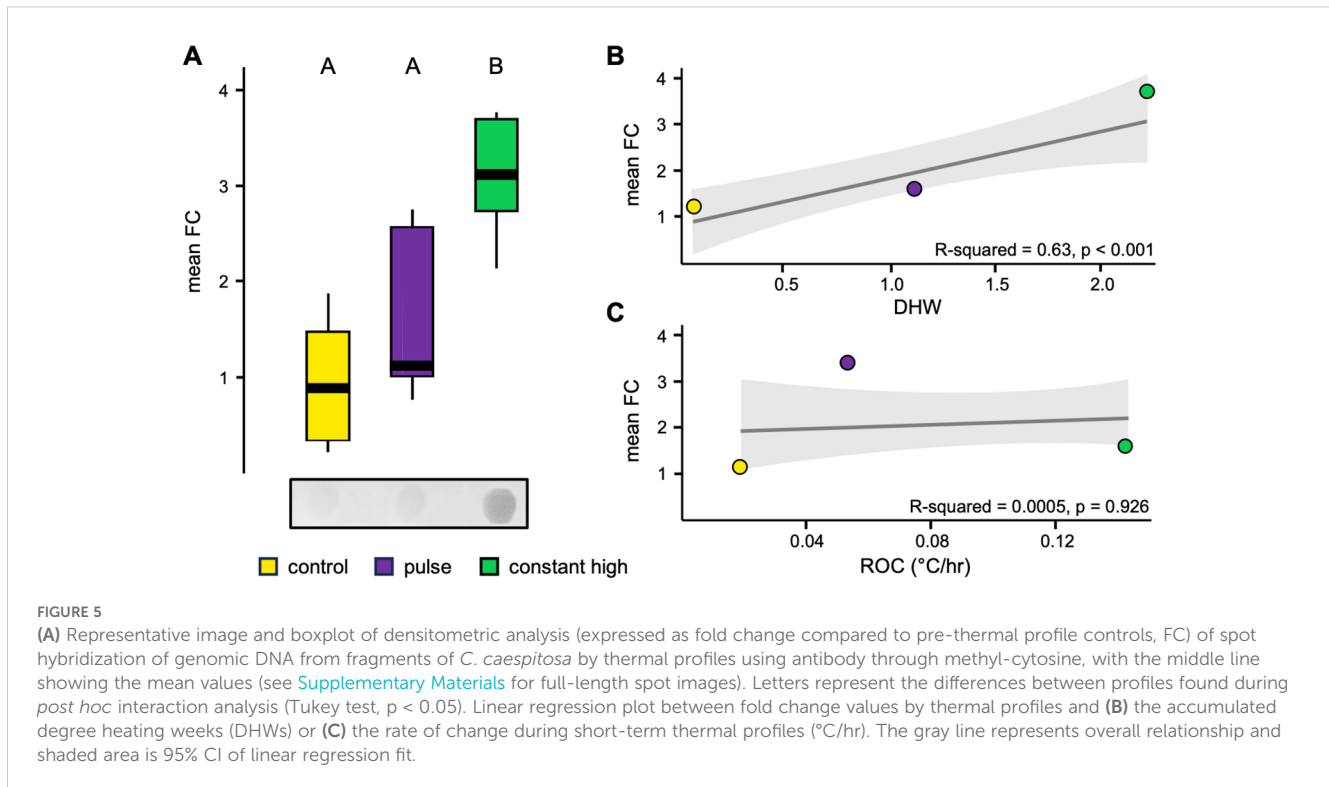 A
A A B
4
3
2
1
mean FC
control pulse constant high
B
4
3
2
1
mean FC
R-squared = 0.63, p < 0.001
0.5 1.0 1.5 2.0
DHW
C
4
3
2
1
mean FC
R-squared = 0.0005, p = 0.926
0.04 0.08 0.12
ROC (°C/hr)
FIGURE 5
(A) Representative image and boxplot of densitometric analysis (expressed as fold change compared to pre-thermal profile controls, FC) of spot
hybridization of genomic DNA from fragments of C. caespitosa by thermal profiles using antibody through methyl-cytosine, with the middle line
showing the mean values (see Supplementary Materials for full-length spot images). Letters represent the differences between profiles found during
post hoc interaction analysis (Tukey test, p < 0.05). Linear regression plot between fold change values by thermal profiles and (B) the accumulated
degree heating weeks (DHWs) or (C) the rate of change during short-term thermal profiles (°C/hr). The gray line represents overall relationship and
shaded area is 95% CI of linear regression fit.